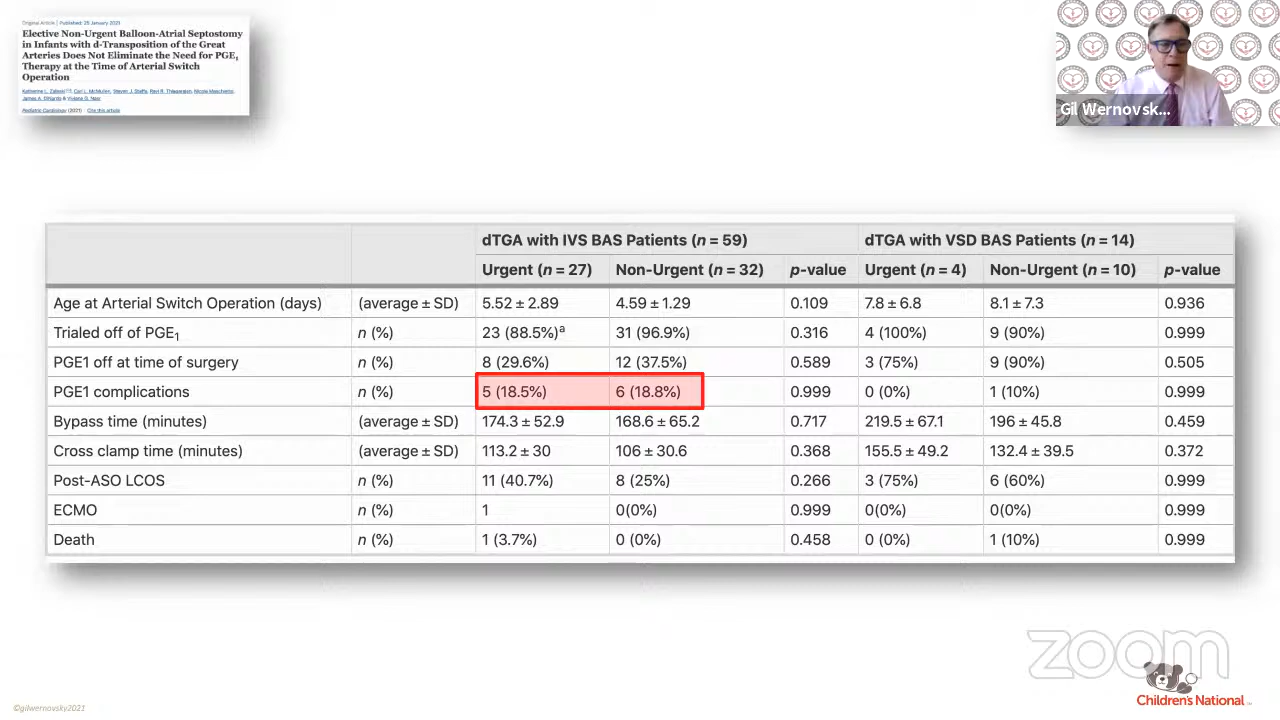 Original Article | Published: 25 January 2021
Elective Non-Urgent Balloon-Atrial Septostomy
in Infants with d-Transposition of the Great
Arteries Does Not Eliminate the Need for PGE1
Therapy at the Time of Arterial Switch
Operation
Pediatric Cardiology (2021) Cite this article
Gil Wernovsk...
dTGA with IVS BAS Patients (n = 59) dTGA with VSD BAS Patients (n = 14)
Urgent (n = 27) Non-Urgent (n = 32) p-value Urgent (n = 4) Non-Urgent (n = 10) p-value
Age at Arterial Switch Operation (days) (average ± SD) 5.52 ± 2.89 4.59 ± 1.29 0.109 7.8 ± 6.8 8.1 ± 7.3 0.936
Trialed off of PGE1 n (%) 23 (88.5%)a 31 (96.9%) 0.316 4 (100%) 9 (90%) 0.999
PGE1 off at time of surgery n (%) 8 (29.6%) 12 (37.5%) 0.589 3 (75%) 9 (90%) 0.505
PGE1 complications n (%) 5 (18.5%) 6 (18.8%) 0.999 0 (0%) 1 (10%) 0.999
Bypass time (minutes) (average ± SD) 174.3 ± 52.9 168.6 ± 65.2 0.717 219.5 ± 67.1 196 ± 45.8 0.459
Cross clamp time (minutes) (average ± SD) 113.2 ± 30 106 ± 30.6 0.368 155.5 ± 49.2 132.4 ± 39.5 0.372
Post-ASO LCOS n (%) 11 (40.7%) 8 (25%) 0.266 3 (75%) 6 (60%) 0.999
ECMO n (%) 1 0(0%) 0.999 0(0%) 0(0%) 0.999
Death n (%) 1 (3.7%) 0 (0%) 0.458 0 (0%) 1 (10%) 0.999
zoom
Children's National
©gilwernovsky2021